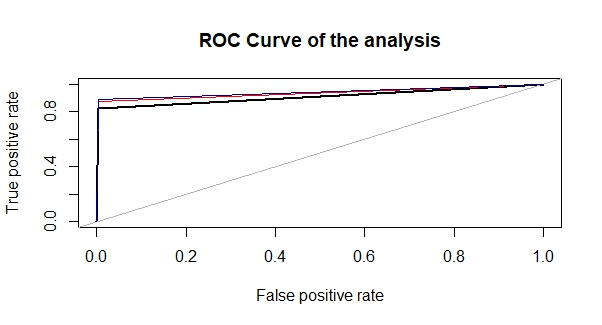 ROC Curve of the analysis
True positive rate
0.0 0.4 0.8
0.0 0.2 0.4 0.6 0.8 1.0
False positive rate